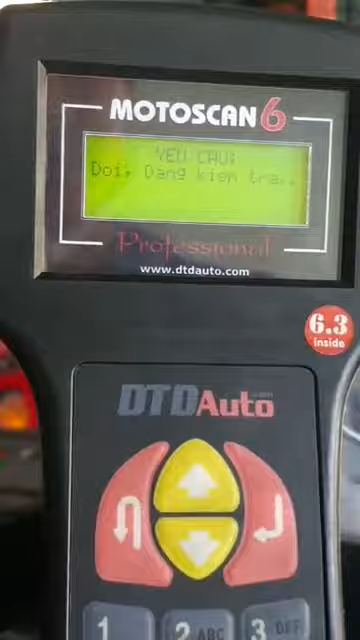 MOTOSCAN 6
YEU CAU:
Doi, Dang kiem tra..
Professional
www.dtdauto.com
6.3
inside
DTDAuto
1
2 ABC
3 DEF